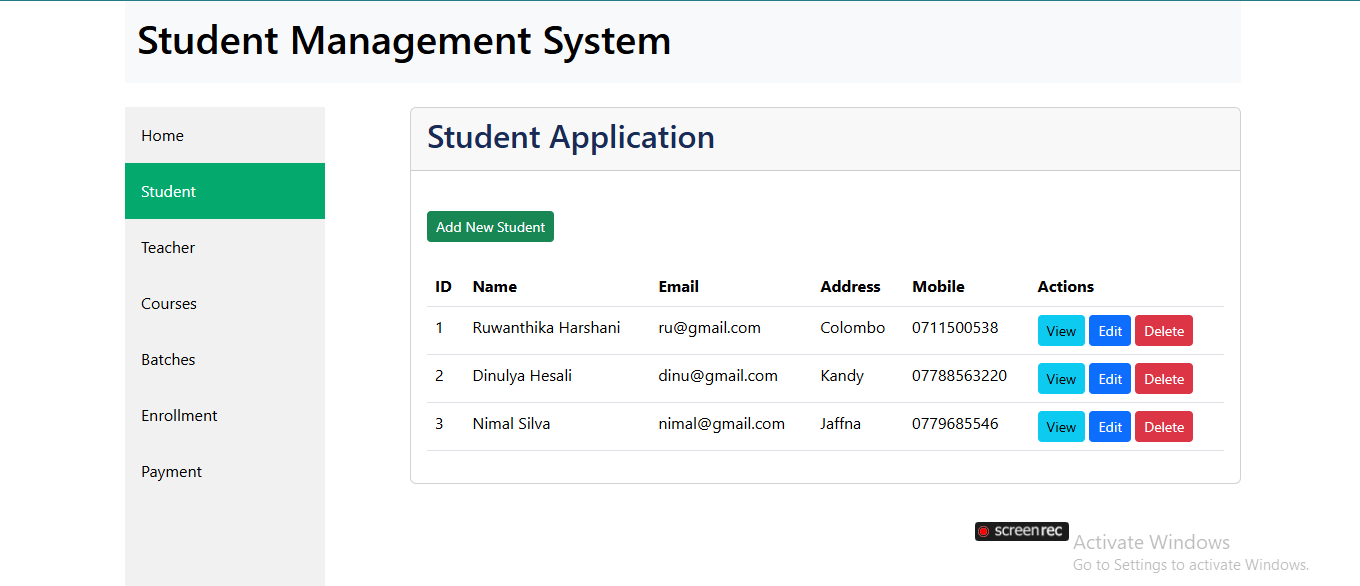 Student Management System
Home
Student
Teacher
Courses
Batches
Enrollment
Payment
Student Application
Add New Student
ID Name Email Address Mobile Actions
1 Ruwanthika Harshani ru@gmail.com Colombo 0711500538 View Edit Delete
2 Dinulya Hesali dinu@gmail.com Kandy 07788563220 View Edit Delete
3 Nimal Silva nimal@gmail.com Jaffna 0779685546 View Edit Delete
screenrec
Activate Windows
Go to Settings to activate Windows.